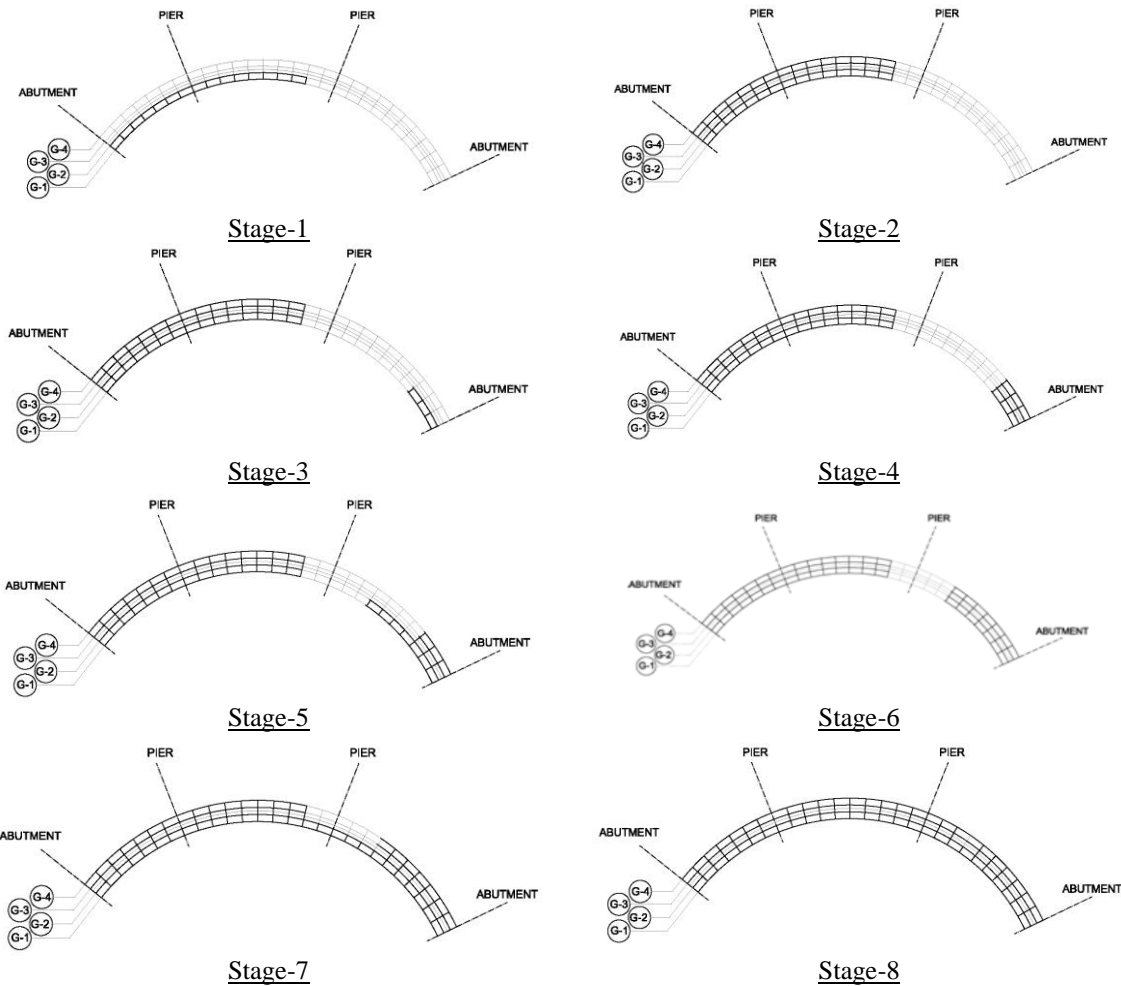 PIER
PIER
ABUTMENT
ABUTMENT
G-4
G-3
G-2
G-1
Stage-1
PIER
PIER
ABUTMENT
ABUTMENT
G-4
G-3
G-2
G-1
Stage-2
PIER
PIER
ABUTMENT
ABUTMENT
G-4
G-3
G-2
G-1
Stage-3
PIER
PIER
ABUTMENT
ABUTMENT
G-4
G-3
G-2
G-1
Stage-4
PIER
PIER
ABUTMENT
ABUTMENT
G-4
G-3
G-2
G-1
Stage-5
PIER
PIER
ABUTMENT
ABUTMENT
G-4
G-3
G-2
G-1
Stage-6
PIER
PIER
ABUTMENT
ABUTMENT
G-4
G-3
G-2
G-1
Stage-7
PIER
PIER
ABUTMENT
ABUTMENT
G-4
G-3
G-2
G-1
Stage-8